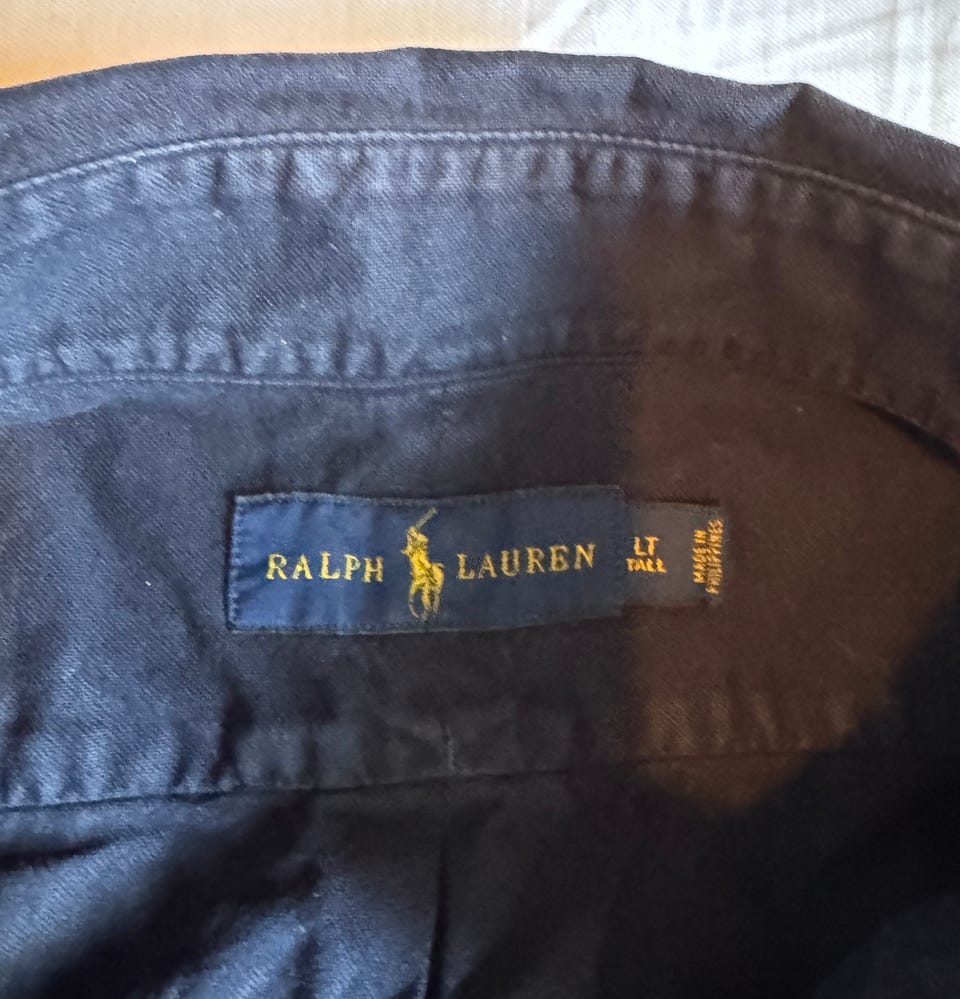 RALPH LAUREN
LT
TALL
MADE IN
PHILIPPINES